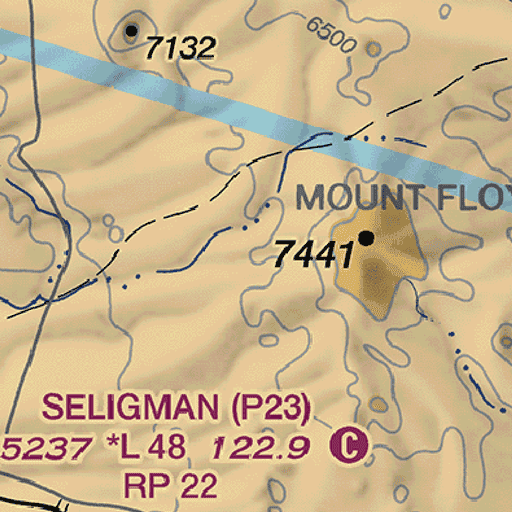 6500
7132
MOUNT FLOY
7441
SELIGMAN (P23)
5237 *L 48 122.9 C
RP 22